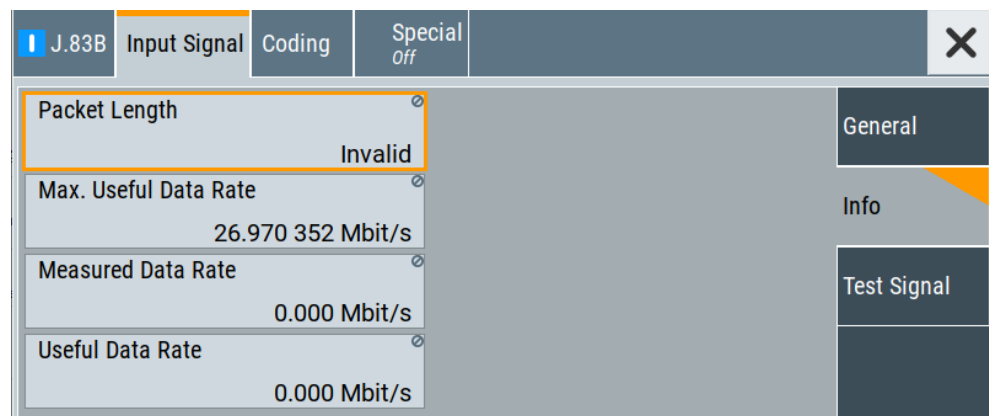 J.83B
Input Signal
Coding
Special
Off
Packet Length
Invalid
Max. Useful Data Rate
26.970 352 Mbit/s
Measured Data Rate
0.000 Mbit/s
Useful Data Rate
0.000 Mbit/s
General
Info
Test Signal